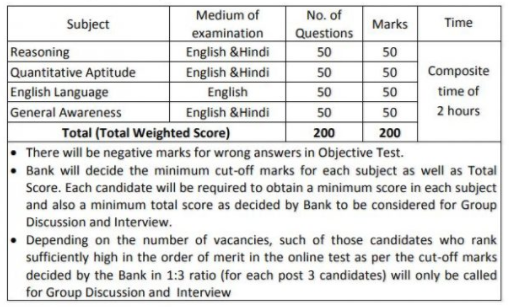 Subject Medium of examination No. of Questions Marks Time
Reasoning English &Hindi 50 50 Composite time of 2 hours
Quantitative Aptitude English &Hindi 50 50
English Language English 50 50
General Awareness English &Hindi 50 50
Total (Total Weighted Score) 200 200
• There will be negative marks for wrong answers in Objective Test.
• Bank will decide the minimum cut-off marks for each subject as well as Total
Score. Each candidate will be required to obtain a minimum score in each subject
and also a minimum total score as decided by Bank to be considered for Group
Discussion and Interview.
• Depending on the number of vacancies, such of those candidates who rank
sufficiently high in the order of merit in the online test as per the cut-off marks
decided by the Bank in 1:3 ratio (for each post 3 candidates) will only be called
for Group Discussion and Interview